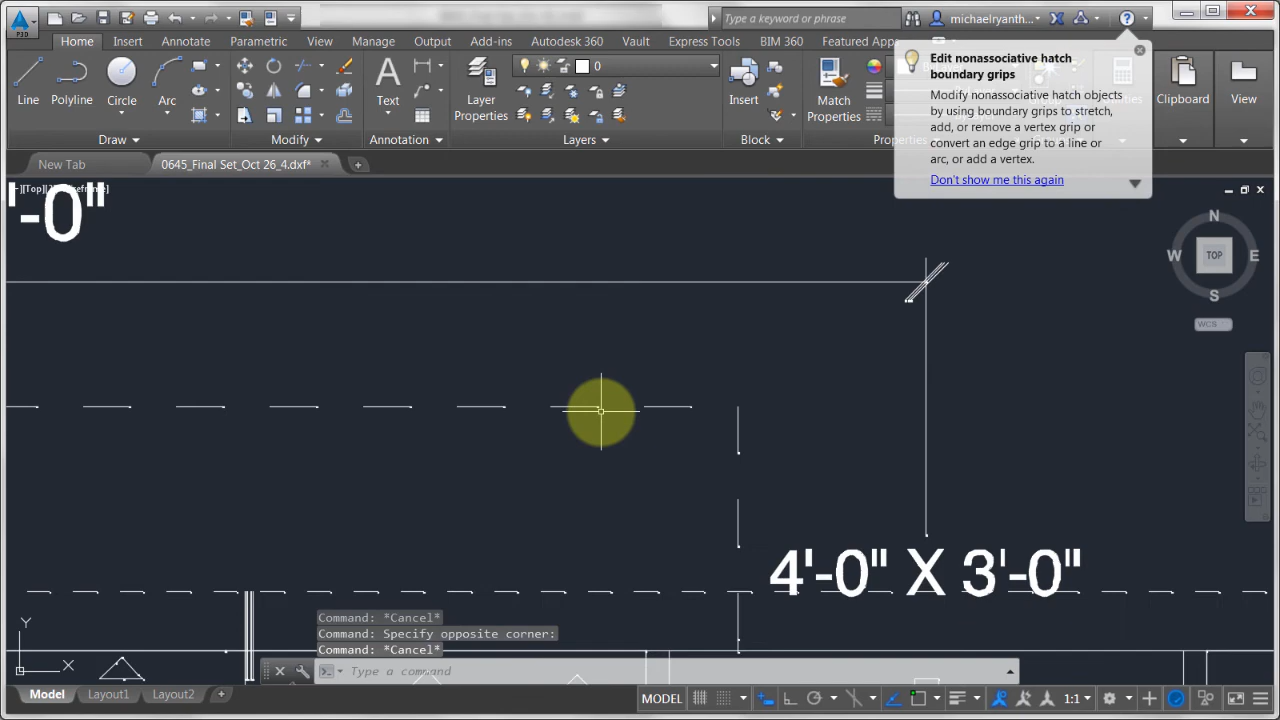 P3D
Type a keyword or phrase
michaelryanth...
Home Insert Annotate Parametric View Manage Output Add-ins Autodesk 360 Vault Express Tools BIM 360 Featured Apps
Line Polyline Circle Arc
Text
Layer Properties
0
Insert
Match Properties
Clipboard
View
Draw Modify Annotation Layers Block Properties
Edit nonassociative hatch
boundary grips
Modify nonassociative hatch objects
by using boundary grips to stretch,
add, or remove a vertex grip or
convert an edge grip to a line or
arc, or add a vertex.
Don't show me this again
New Tab 0645_Final Set_Oct 26_4.dxf*
'-0"
N
W TOP E
S
WCS
4'-0" X 3'-0"
Y
X
Command: *Cancel*
Command: Specify opposite corner:
Command: *Cancel*
Type a command
Model Layout1 Layout2
MODEL 1:1